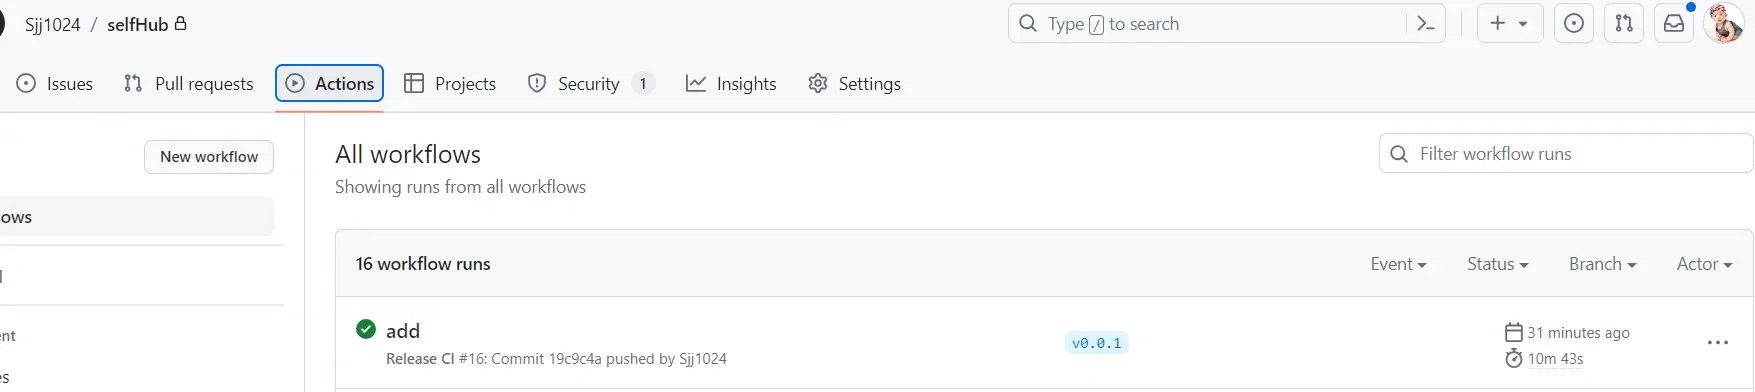 Sjj1024 / selfHub
Type / to search
Issues
Pull requests
Actions
Projects
Security 1
Insights
Settings
New workflow
ows
All workflows
Showing runs from all workflows
Filter workflow runs
16 workflow runs
Event
Status
Branch
Actor
add
Release CI #16: Commit 19c9c4a pushed by Sjj1024
v0.0.1
31 minutes ago
10m 43s
nt
s